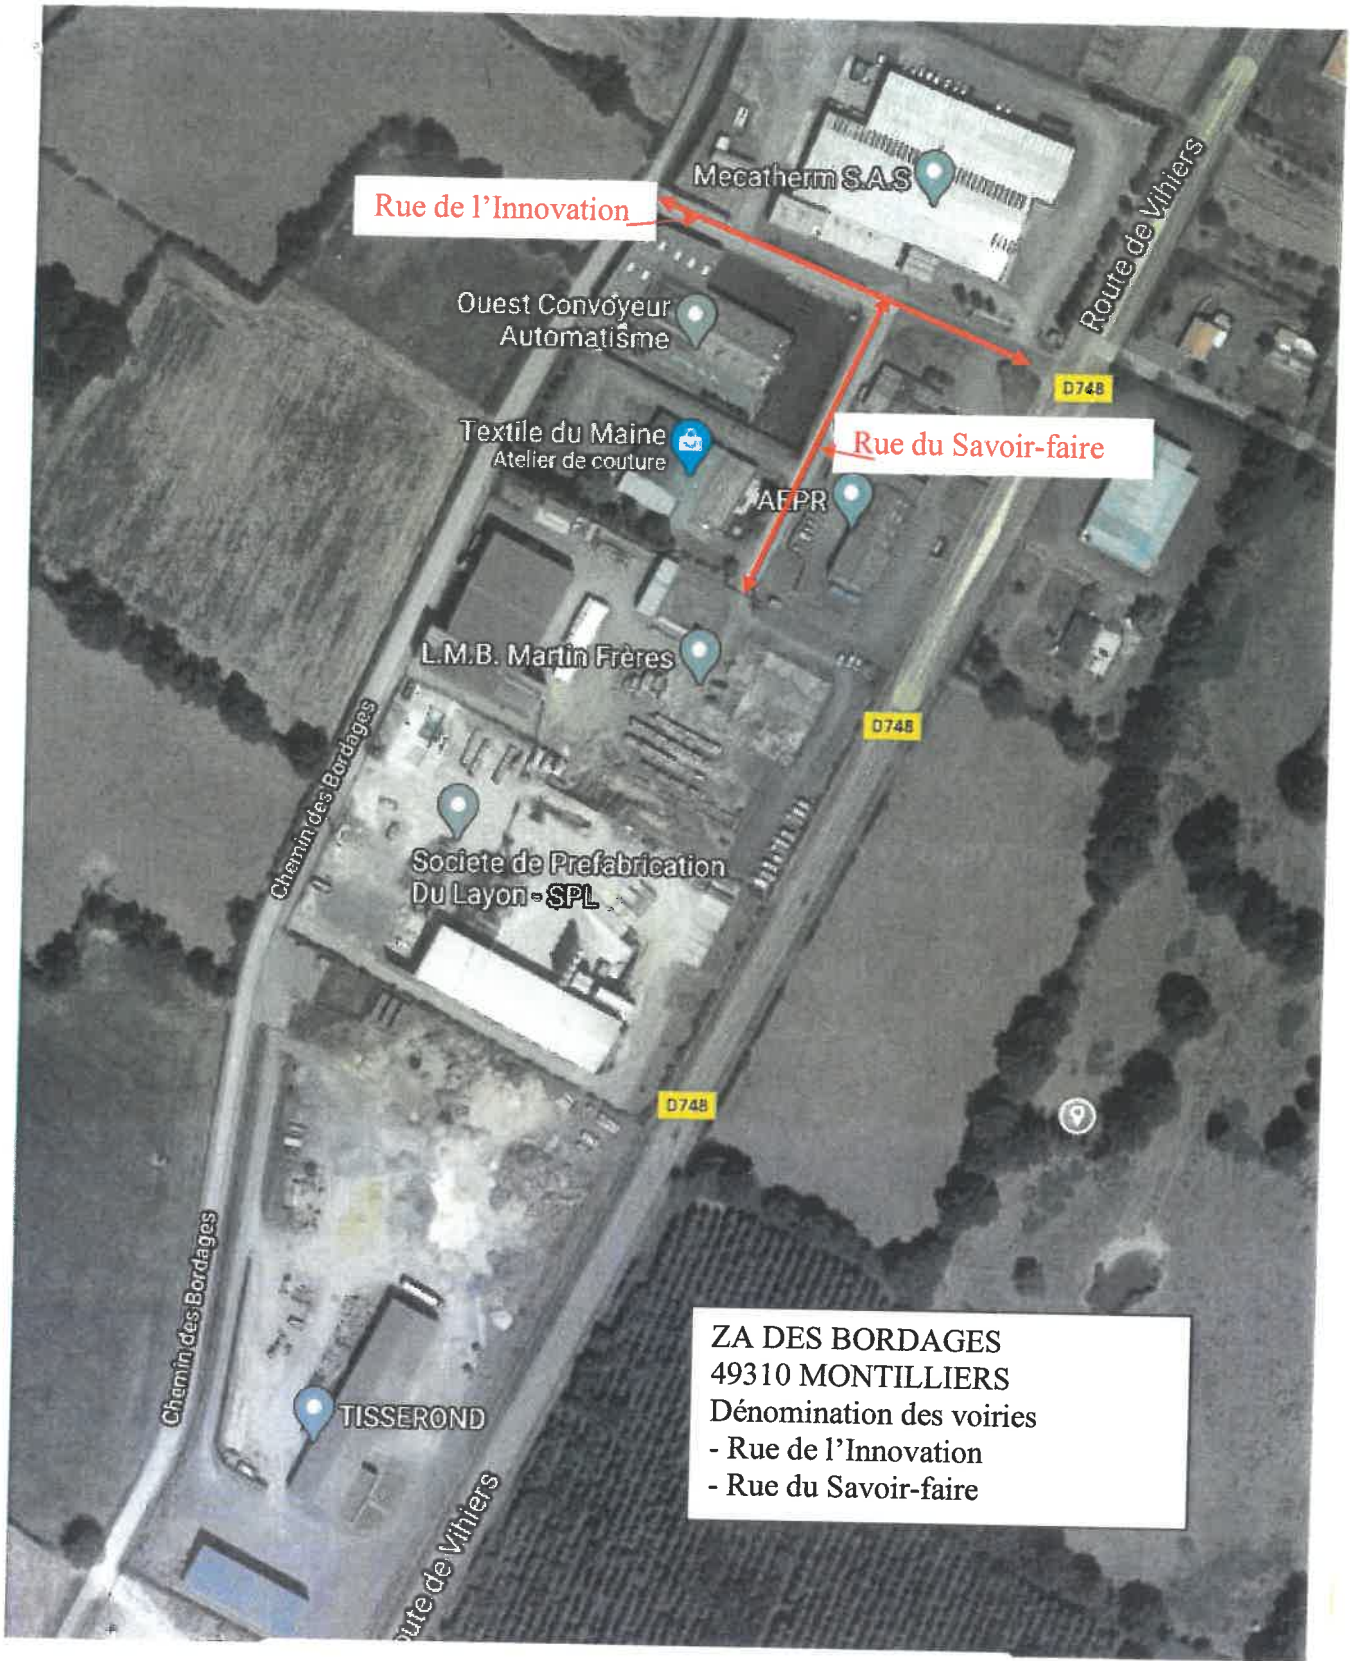 Mecatherm S.A.S
Route de Vihiers
Rue de l'Innovation
Ouest Convoyeur
Automatisme
D748
Textile du Maine
Atelier de couture
Rue du Savoir-faire
AEPR
L.M.B. Martin Frères
D748
Chemin des Bordages
Societe de Prefabrication
Du Layon - SPL
D748
Chemin des Bordages
TISSEROND
oute de Vihiers
ZA DES BORDAGES
49310 MONTILLIERS
Dénomination des voiries
- Rue de l'Innovation
- Rue du Savoir-faire